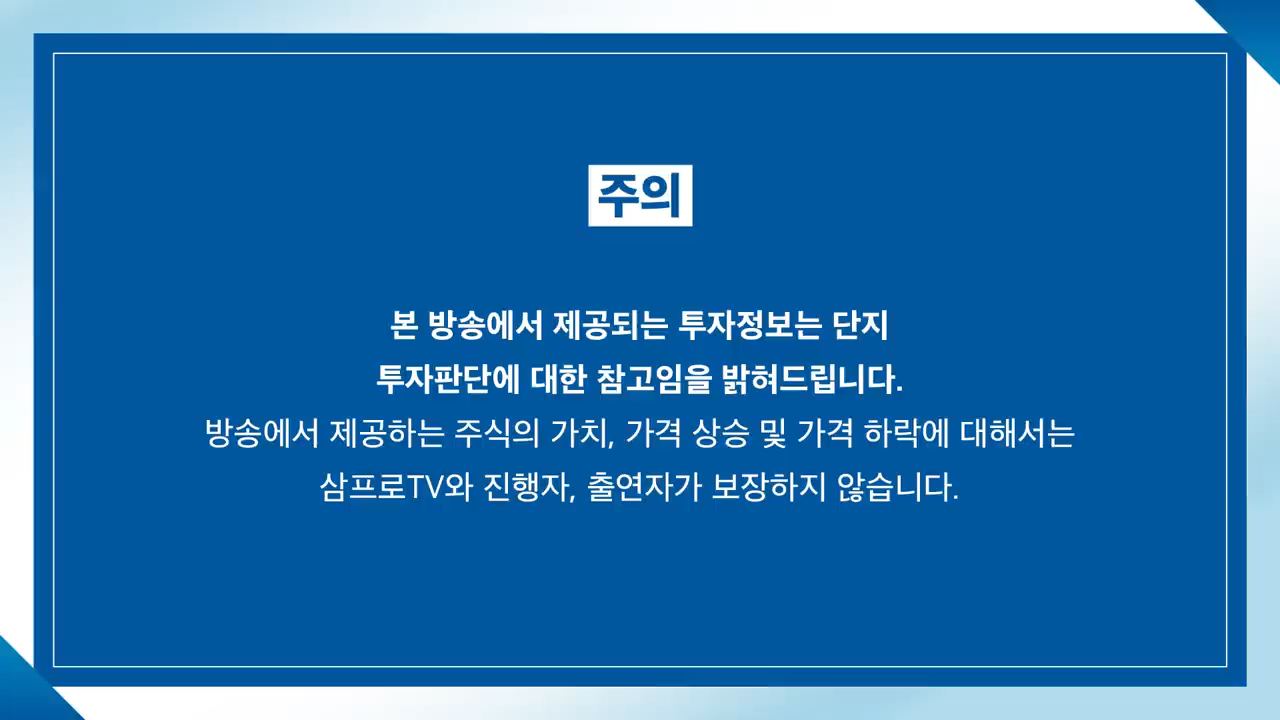 주의
본 방송에서 제공되는 투자정보는 단지
투자판단에 대한 참고임을 밝혀드립니다.
방송에서 제공하는 주식의 가치, 가격 상승 및 가격 하락에 대해서는
삼프로TV와 진행자, 출연자가 보장하지 않습니다.